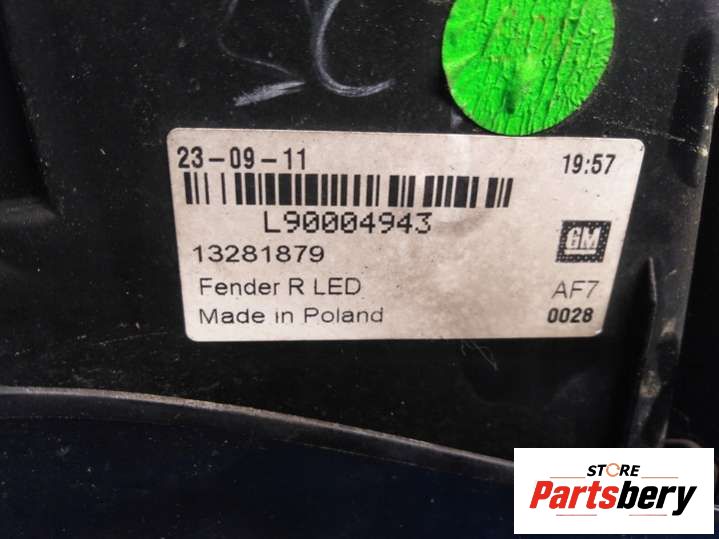 23-09-11 19:57
L90004943
GM
13281879
Fender R LED AF7
Made in Poland 0028
STORE
Partsbery